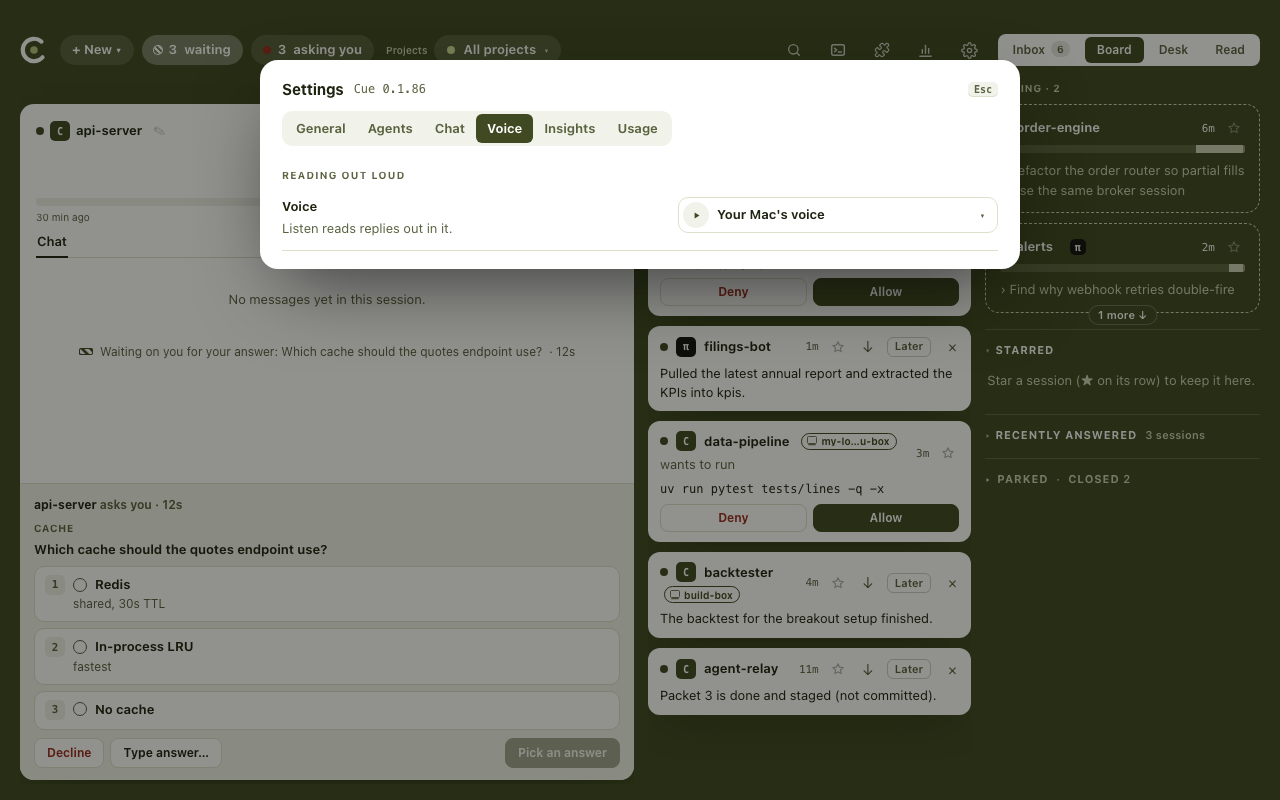 + New
3 waiting
3 asking you
Projects
All projects
Inbox 6
Board
Desk
Read
Settings Cue 0.1.86
Esc
General
Agents
Chat
Voice
Insights
Usage
READING OUT LOUD
Voice
Listen reads replies out in it.
Your Mac's voice
C api-server
30 min ago
Chat
No messages yet in this session.
Waiting on you for your answer: Which cache should the quotes endpoint use? · 12s
api-server asks you · 12s
CACHE
Which cache should the quotes endpoint use?
1 Redis
shared, 30s TTL
2 In-process LRU
fastest
3 No cache
Decline
Type answer...
Pick an answer
Deny
Allow
π filings-bot 1m Later ×
Pulled the latest annual report and extracted the
KPIs into kpis.
C data-pipeline my-lo...u-box 3m
wants to run
uv run pytest tests/lines -q -x
Deny
Allow
C backtester 4m Later ×
build-box
The backtest for the breakout setup finished.
C agent-relay 11m Later ×
Packet 3 is done and staged (not committed).
ING · 2
order-engine 6m
efactor the order router so partial fills
se the same broker session
alerts π 2m
› Find why webhook retries double-fire
1 more ↓
STARRED
Star a session (★ on its row) to keep it here.
RECENTLY ANSWERED 3 sessions
PARKED · CLOSED 2